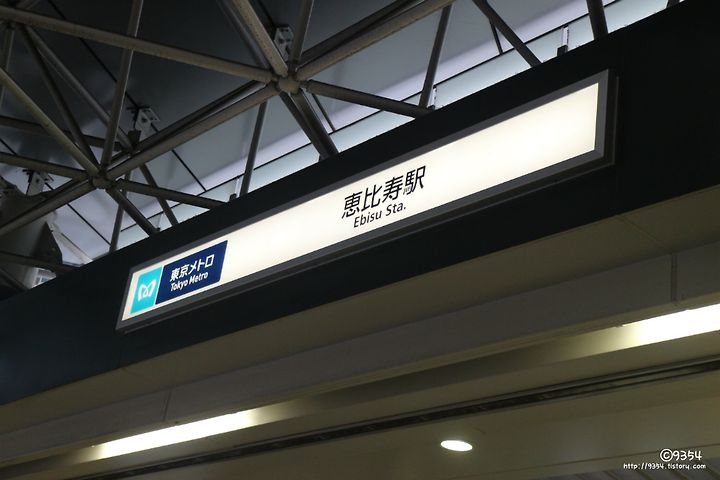 恵比寿駅
Ebisu Sta.
東京メトロ
Tokyo Metro
©9354
http://9354.tistory.com